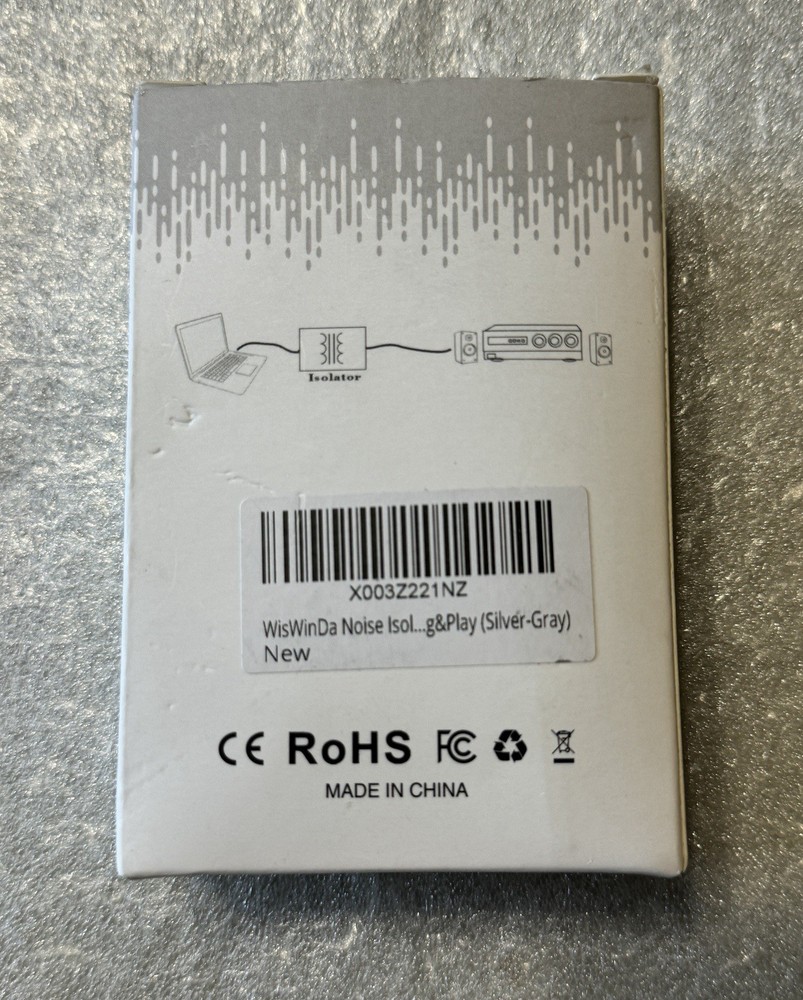 Isolator
X003Z221NZ
WisWinDa Noise Isol...g&Play (Silver-Gray)
New
CE RoHS FC
MADE IN CHINA